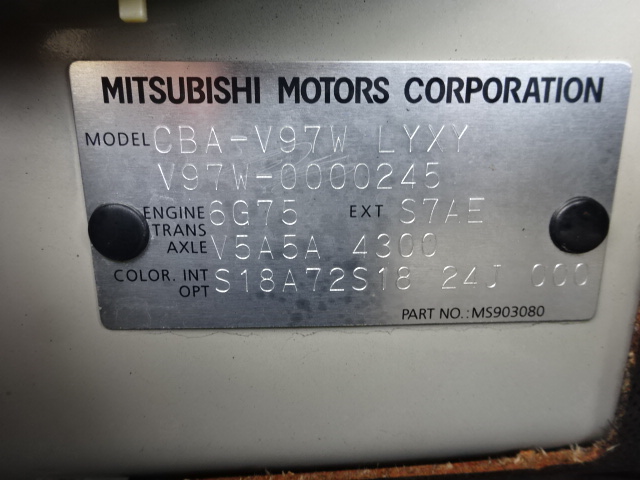 MITSUBISHI MOTORS CORPORATION
MODEL CBA-V97W LYXY
V97W-0000245
ENGINE 6G75 EXT S7AE
TRANS
AXLE V5A5A 4300
COLOR. INT S18A72S18 24J 000
OPT
PART NO.: MS903080